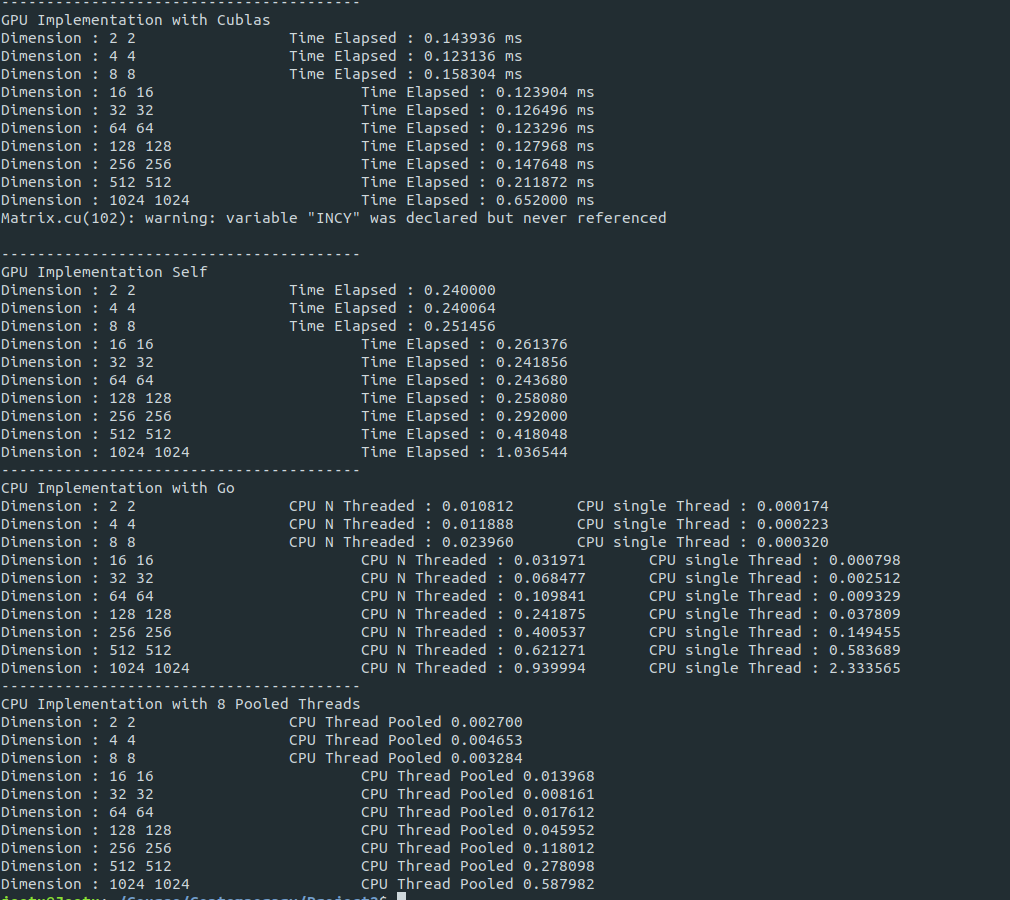 ----------------------------------------
GPU Implementation with Cublas
Dimension : 2 2 Time Elapsed : 0.143936 ms
Dimension : 4 4 Time Elapsed : 0.123136 ms
Dimension : 8 8 Time Elapsed : 0.158304 ms
Dimension : 16 16 Time Elapsed : 0.123904 ms
Dimension : 32 32 Time Elapsed : 0.126496 ms
Dimension : 64 64 Time Elapsed : 0.123296 ms
Dimension : 128 128 Time Elapsed : 0.127968 ms
Dimension : 256 256 Time Elapsed : 0.147648 ms
Dimension : 512 512 Time Elapsed : 0.211872 ms
Dimension : 1024 1024 Time Elapsed : 0.652000 ms
Matrix.cu(102): warning: variable "INCY" was declared but never referenced
----------------------------------------
GPU Implementation Self
Dimension : 2 2 Time Elapsed : 0.240000
Dimension : 4 4 Time Elapsed : 0.240064
Dimension : 8 8 Time Elapsed : 0.251456
Dimension : 16 16 Time Elapsed : 0.261376
Dimension : 32 32 Time Elapsed : 0.241856
Dimension : 64 64 Time Elapsed : 0.243680
Dimension : 128 128 Time Elapsed : 0.258080
Dimension : 256 256 Time Elapsed : 0.292000
Dimension : 512 512 Time Elapsed : 0.418048
Dimension : 1024 1024 Time Elapsed : 1.036544
----------------------------------------
CPU Implementation with Go
Dimension : 2 2 CPU N Threaded : 0.010812 CPU single Thread : 0.000174
Dimension : 4 4 CPU N Threaded : 0.011888 CPU single Thread : 0.000223
Dimension : 8 8 CPU N Threaded : 0.023960 CPU single Thread : 0.000320
Dimension : 16 16 CPU N Threaded : 0.031971 CPU single Thread : 0.000798
Dimension : 32 32 CPU N Threaded : 0.068477 CPU single Thread : 0.002512
Dimension : 64 64 CPU N Threaded : 0.109841 CPU single Thread : 0.009329
Dimension : 128 128 CPU N Threaded : 0.241875 CPU single Thread : 0.037809
Dimension : 256 256 CPU N Threaded : 0.400537 CPU single Thread : 0.149455
Dimension : 512 512 CPU N Threaded : 0.621271 CPU single Thread : 0.583689
Dimension : 1024 1024 CPU N Threaded : 0.939994 CPU single Thread : 2.333565
----------------------------------------
CPU Implementation with 8 Pooled Threads
Dimension : 2 2 CPU Thread Pooled 0.002700
Dimension : 4 4 CPU Thread Pooled 0.004653
Dimension : 8 8 CPU Thread Pooled 0.003284
Dimension : 16 16 CPU Thread Pooled 0.013968
Dimension : 32 32 CPU Thread Pooled 0.008161
Dimension : 64 64 CPU Thread Pooled 0.017612
Dimension : 128 128 CPU Thread Pooled 0.045952
Dimension : 256 256 CPU Thread Pooled 0.118012
Dimension : 512 512 CPU Thread Pooled 0.278098
Dimension : 1024 1024 CPU Thread Pooled 0.587982